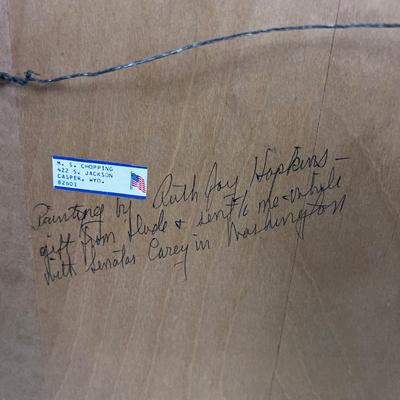 M. S. CHOPPING
422 S. JACKSON
CASPER, WYO.
82601
Painting by Ruth Joy Hopkins -
gift from Clyde & sent to me while
with Senator Carey in Washington